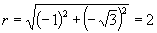 r = √((-1)² + (-√3)²) = 2